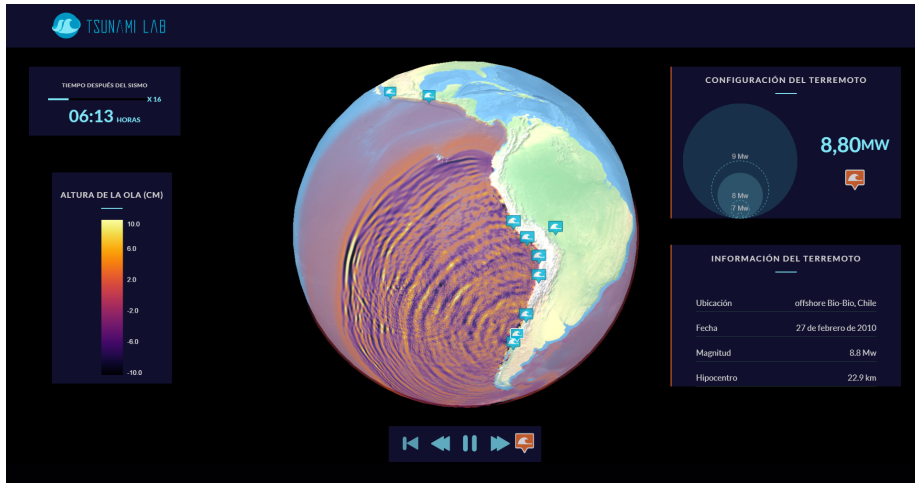 TSUNAMI LAB
TIEMPO DESPUÉS DEL SISMO
X 16
06:13 HORAS
ALTURA DE LA OLA (CM)
10.0
6.0
2.0
-2.0
-6.0
-10.0
CONFIGURACIÓN DEL TERREMOTO
9 Mw
8 Mw
7 Mw
8,80MW
INFORMACIÓN DEL TERREMOTO
Ubicación offshore Bio-Bio, Chile
Fecha 27 de febrero de 2010
Magnitud 8.8 Mw
Hipocentro 22.9 km